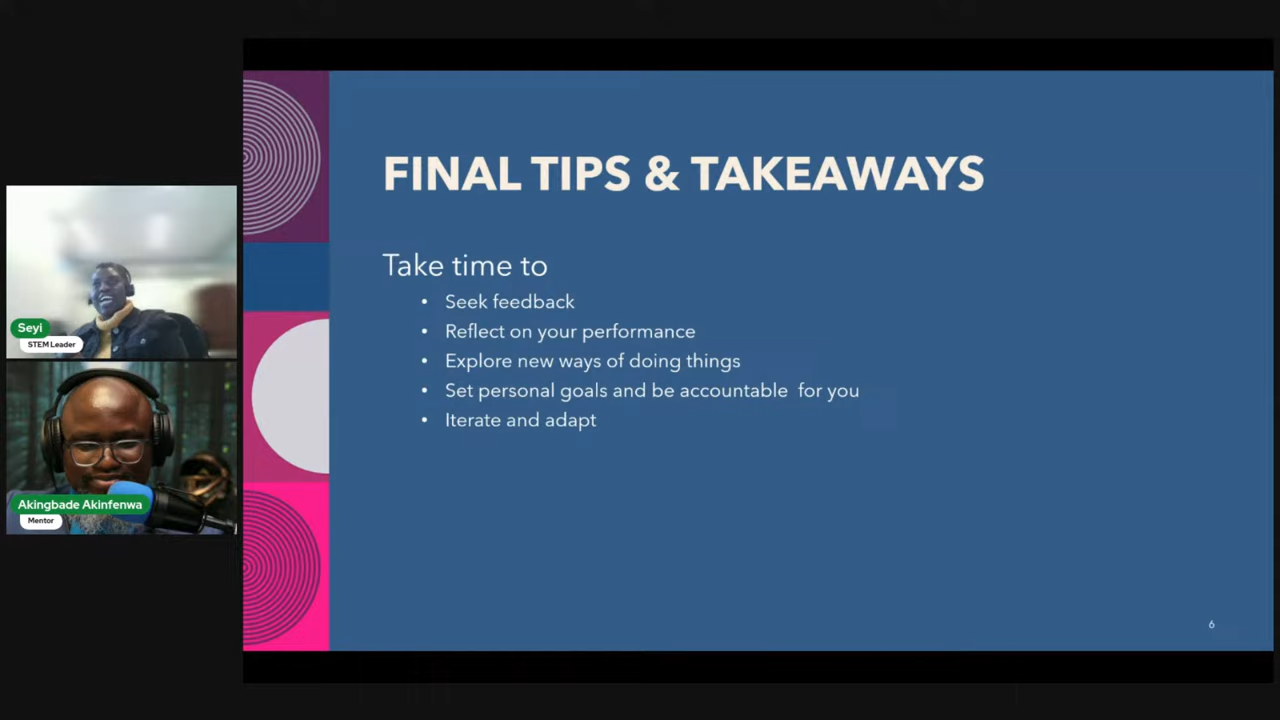 Seyi
STEM Leader
Akingbade Akinfenwa
Mentor
FINAL TIPS & TAKEAWAYS
Take time to
• Seek feedback
• Reflect on your performance
• Explore new ways of doing things
• Set personal goals and be accountable  for you
• Iterate and adapt
6